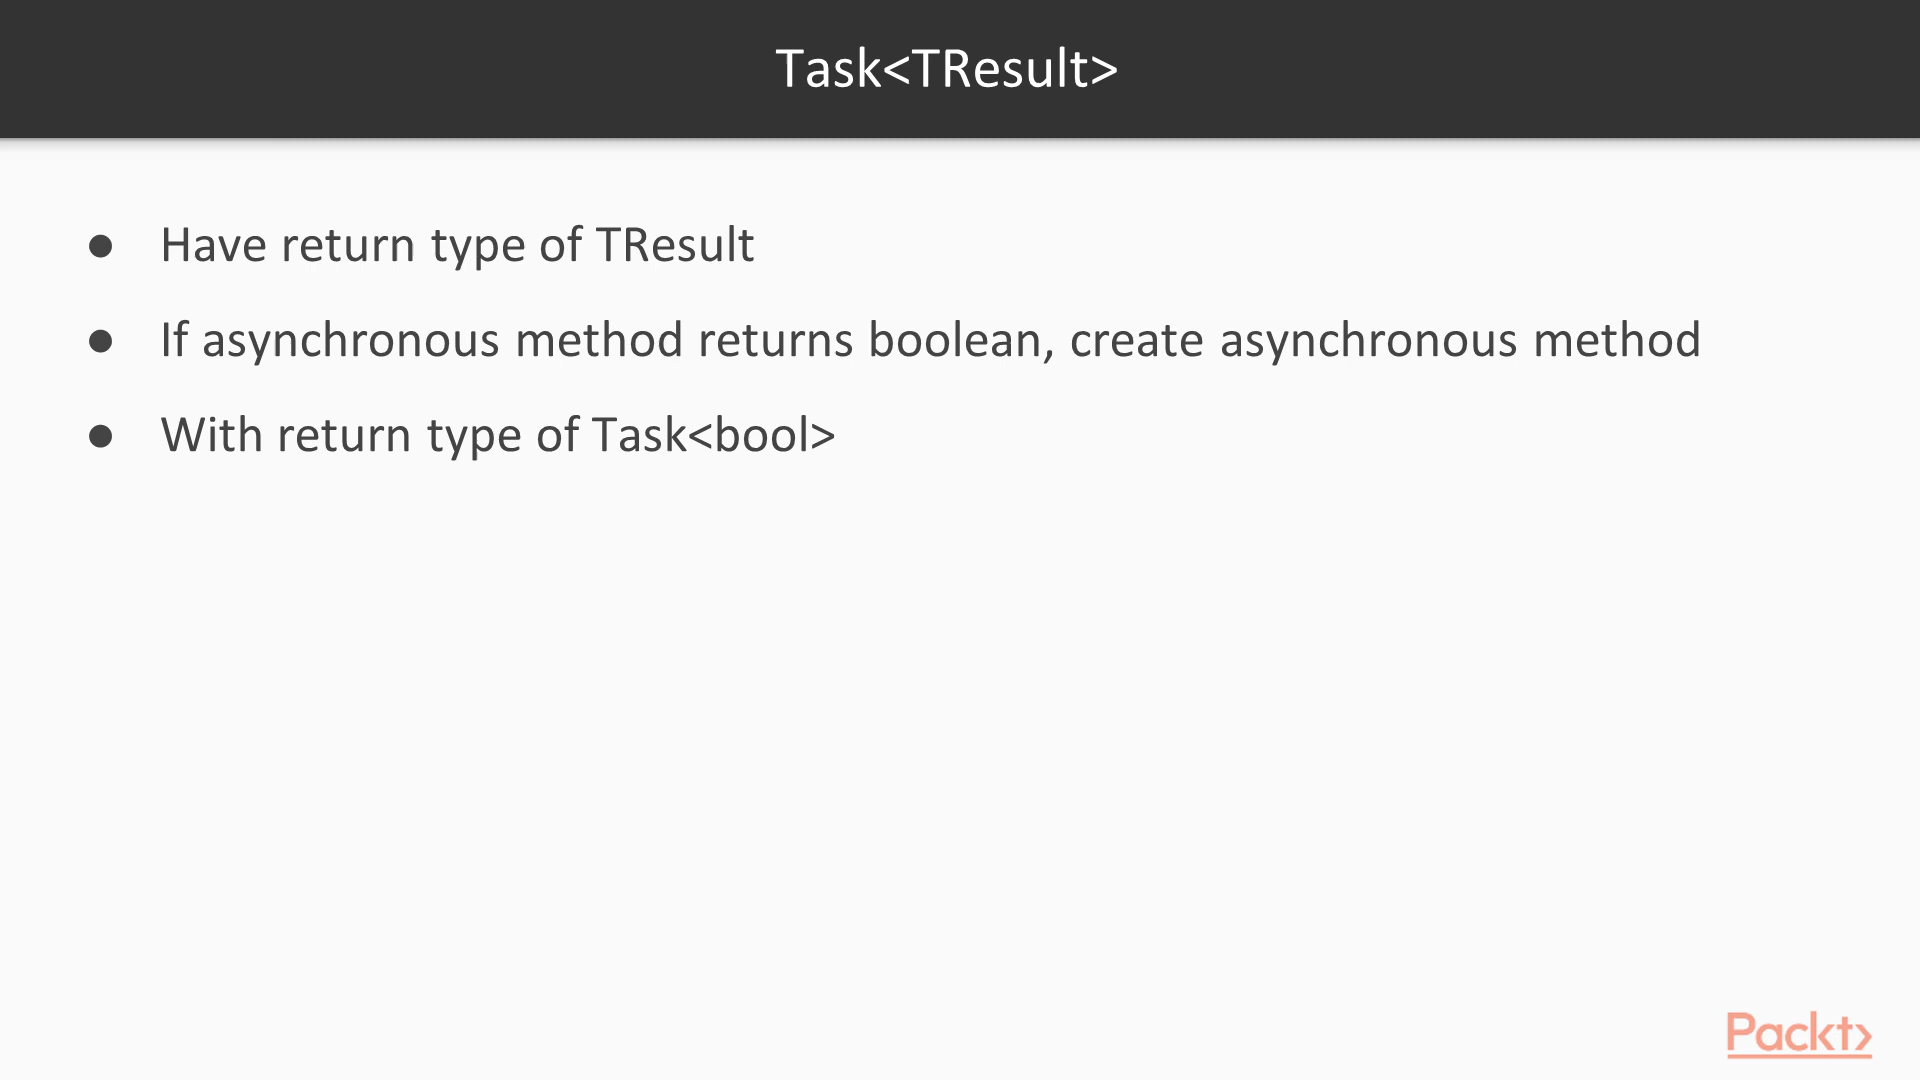 Task<TResult>
● Have return type of TResult
● If asynchronous method returns boolean, create asynchronous method
● With return type of Task<bool>
Packt>